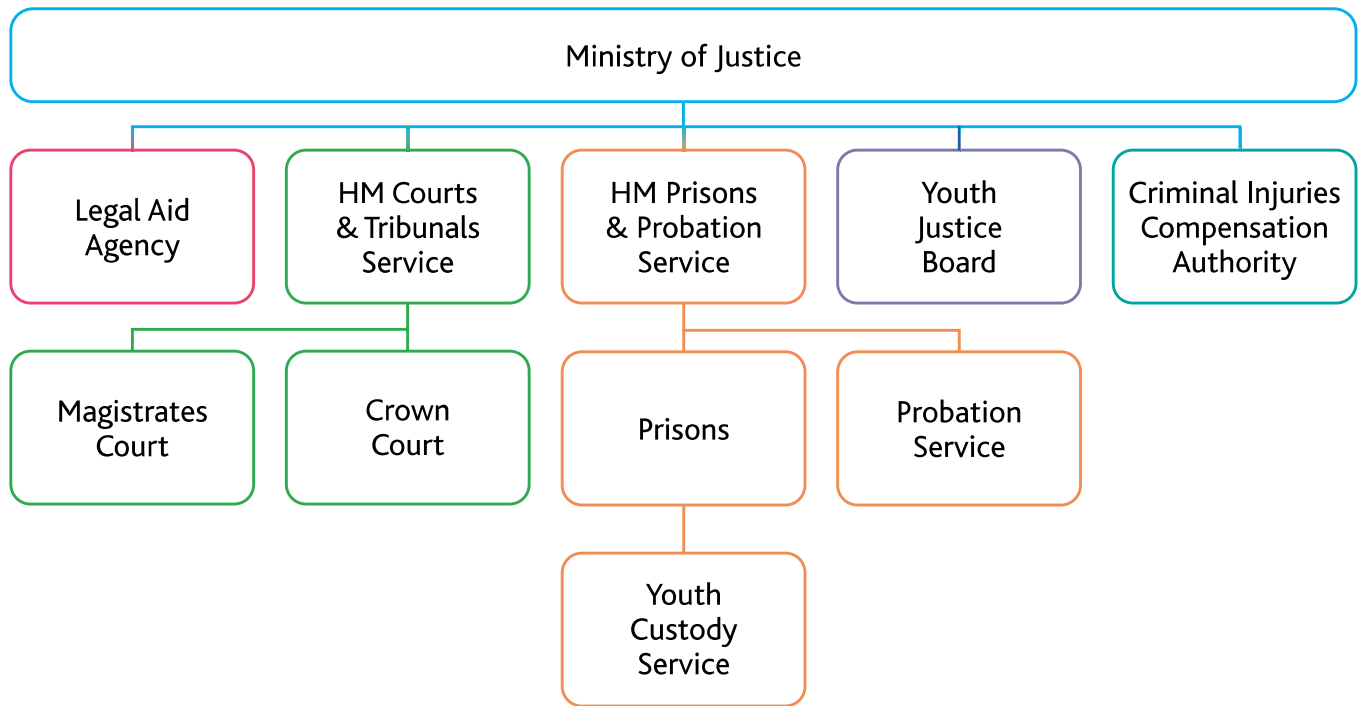 Ministry of Justice
Legal Aid
Agency
HM Courts
& Tribunals
Service
HM Prisons
& Probation
Service
Youth
Justice
Board
Criminal Injuries
Compensation
Authority
Magistrates
Court
Crown
Court
Prisons
Probation
Service
Youth
Custody
Service